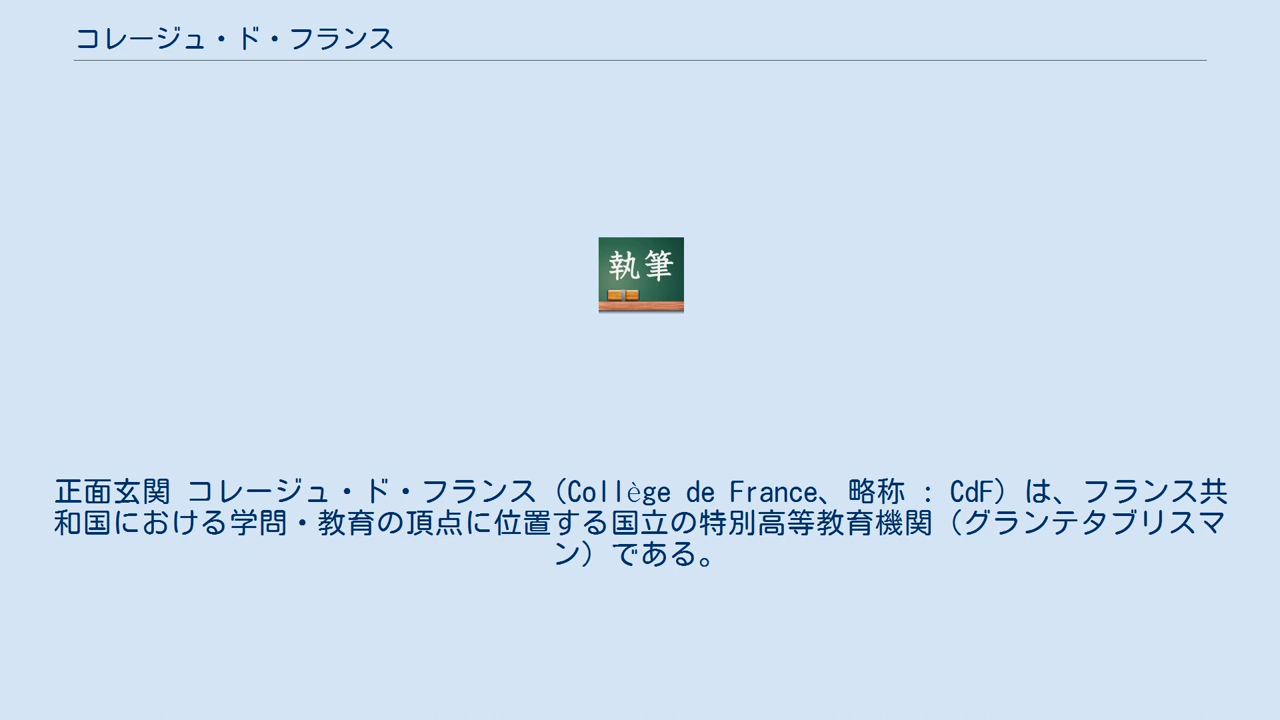 コレージュ・ド・フランス
執筆
正面玄関 コレージュ・ド・フランス（Collège de France、略称 : CdF）は、フランス共
和国における学問・教育の頂点に位置する国立の特別高等教育機関（グランテタブリスマ
ン）である。